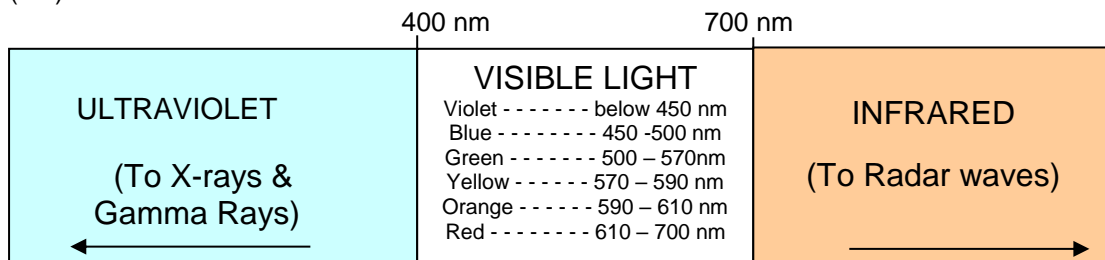 400 nm 700 nm
VISIBLE LIGHT
Violet - - - - - - - below 450 nm
Blue - - - - - - - - 450 -500 nm
Green - - - - - - - 500 – 570nm
Yellow - - - - - - 570 – 590 nm
Orange - - - - - - 590 – 610 nm
Red - - - - - - - - 610 – 700 nm
ULTRAVIOLET
(To X-rays &
Gamma Rays)
INFRARED
(To Radar waves)